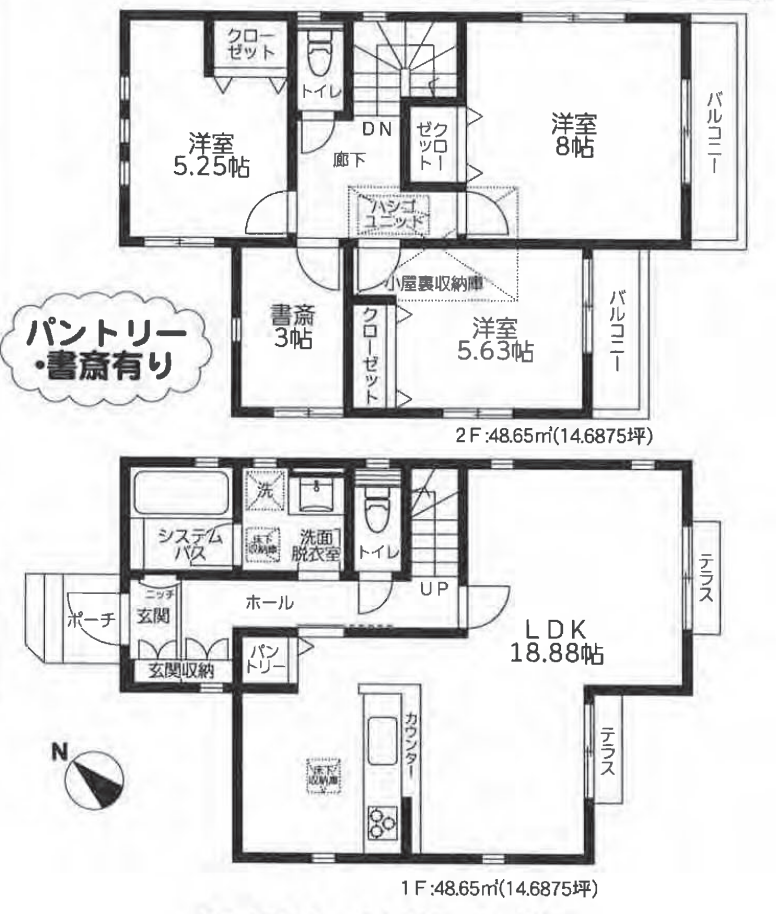 クロー
ゼット
トイレ
洋室
5.25帖
DN
廊下
クロー
ゼット
洋室
8帖
バルコニー
ハシゴ
ユニッド
小屋裏収納庫
書斎
3帖
クローゼット
洋室
5.63帖
バルコニー
パントリー
・書斎有り
2F:48.65㎡(14.6875坪)
システム
バス
洗
床下
収納庫
洗面
脱衣室
トイレ
UP
ポーチ
ニッチ
玄関
ホール
玄関収納
パン
トリー
LDK
18.88帖
テラス
カウンター
床下
収納庫
テラス
N
1F:48.65㎡(14.6875坪)